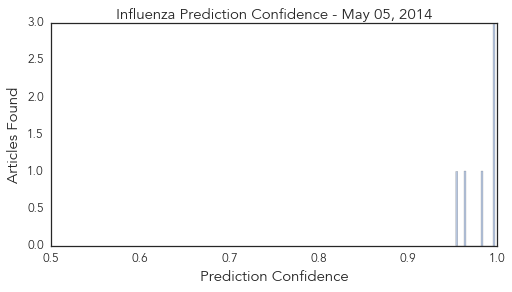 Influenza Prediction Confidence - May 05, 2014
3.0
2.5
2.0
1.5
1.0
0.5
0.0
Articles Found
0.5 0.6 0.7 0.8 0.9 1.0
Prediction Confidence